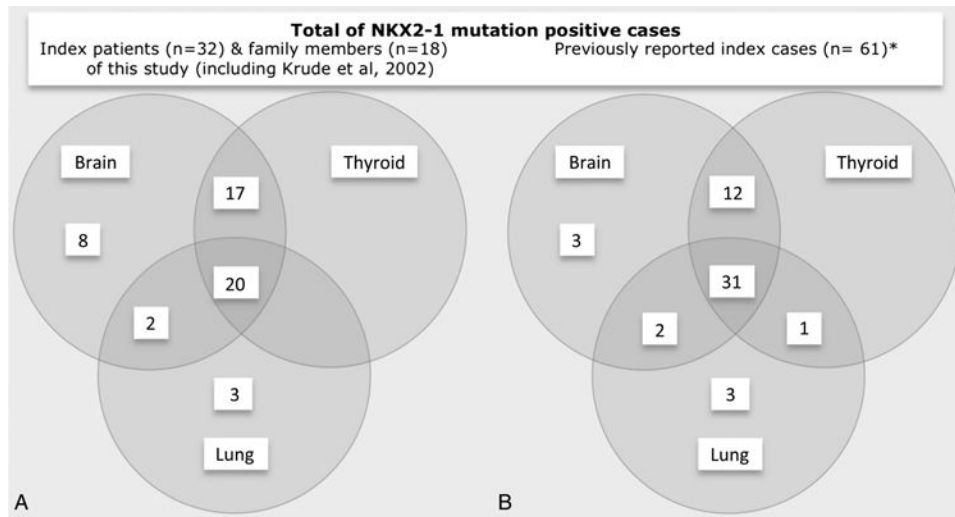 Total of NKX2-1 mutation positive cases
Index patients (n=32) & family members (n=18)
of this study (including Krude et al, 2002)
Previously reported index cases (n= 61)*
Brain
Thyroid
17
8
20
2
3
Lung
A
Brain
Thyroid
12
3
31
2
1
3
Lung
B